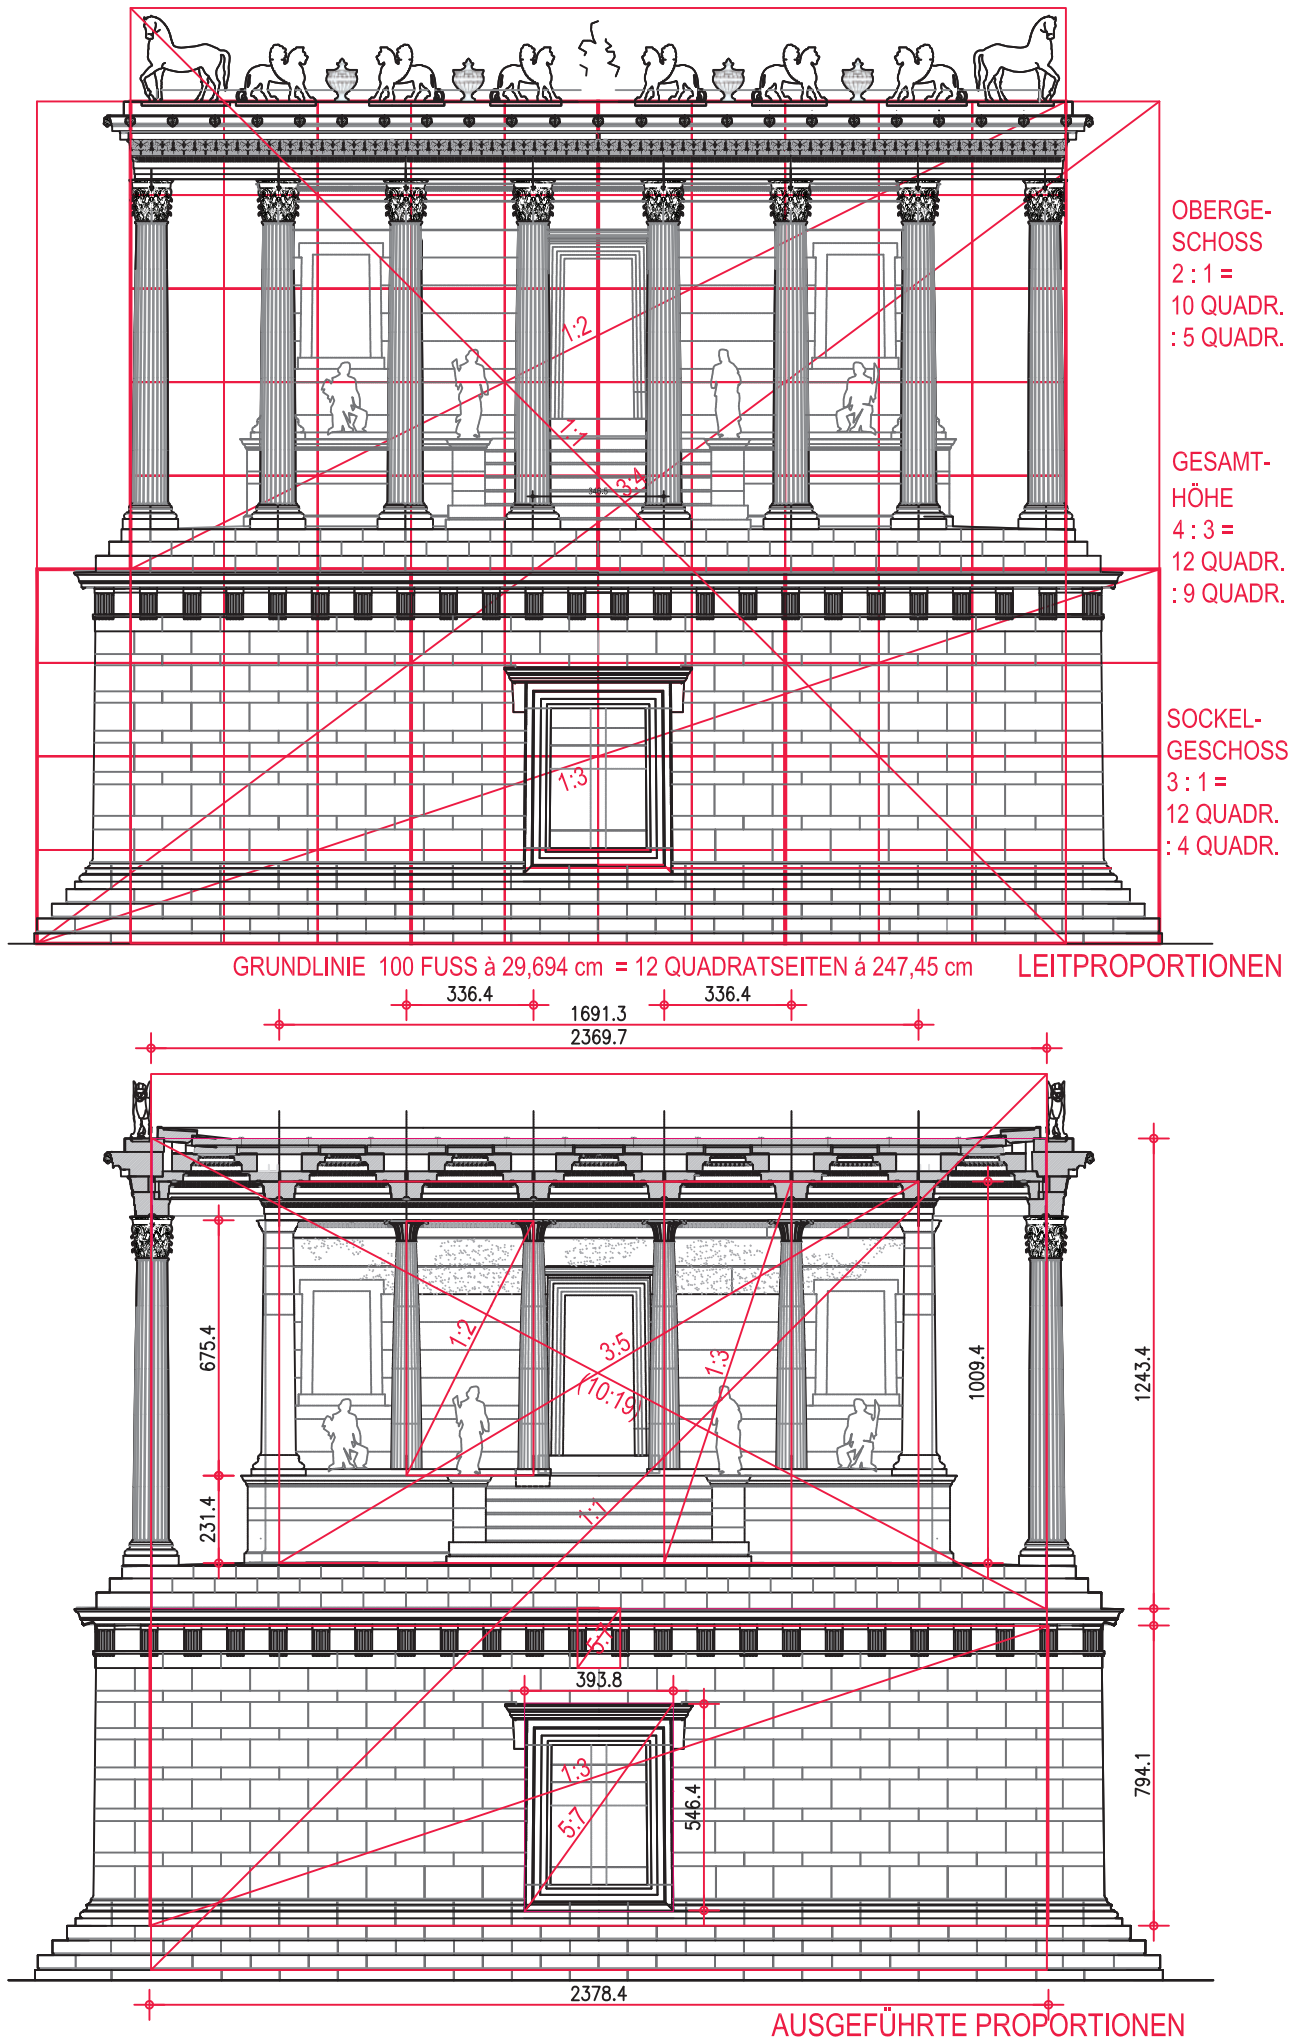 OBERGE-
SCHOSS
2 : 1 =
10 QUADR.
: 5 QUADR.
1:2
1:1
3:4
GESAMT-
HÖHE
4 : 3 =
12 QUADR.
: 9 QUADR.
SOCKEL-
GESCHOSS
3 : 1 =
12 QUADR.
: 4 QUADR.
1:3
GRUNDLINIE 100 FUSS à 29,694 cm = 12 QUADRATSEITEN á 247,45 cm
LEITPROPORTIONEN
336.4
336.4
1691.3
2369.7
675.4
1:2
3:5
(10:19)
1:3
1009.4
1243.4
231.4
1:1
5:7
393.8
1:3
5:7
546.4
794.1
2378.4
AUSGEFÜHRTE PROPORTIONEN